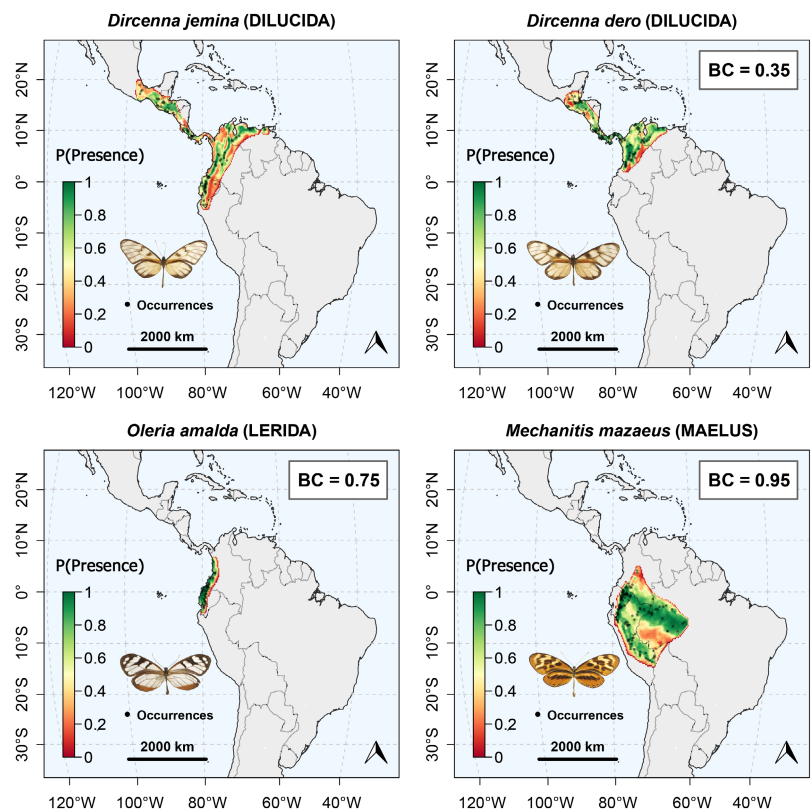 Dircenna jemina (DILUCIDA)
20°N
10°N
0°
10°S
20°S
30°S
P(Presence)
1
0.8
0.6
0.4
0.2
0
Occurrences
2000 km
120°W
100°W
80°W
60°W
40°W
Dircenna dero (DILUCIDA)
BC = 0.35
20°N
10°N
0°
10°S
20°S
30°S
P(Presence)
1
0.8
0.6
0.4
0.2
0
Occurrences
2000 km
120°W
100°W
80°W
60°W
40°W
Oleria amalda (LERIDA)
BC = 0.75
20°N
10°N
0°
10°S
20°S
30°S
P(Presence)
1
0.8
0.6
0.4
0.2
0
Occurrences
2000 km
120°W
100°W
80°W
60°W
40°W
Mechanitis mazaeus (MAELUS)
BC = 0.95
20°N
10°N
0°
10°S
20°S
30°S
P(Presence)
1
0.8
0.6
0.4
0.2
0
Occurrences
2000 km
120°W
100°W
80°W
60°W
40°W